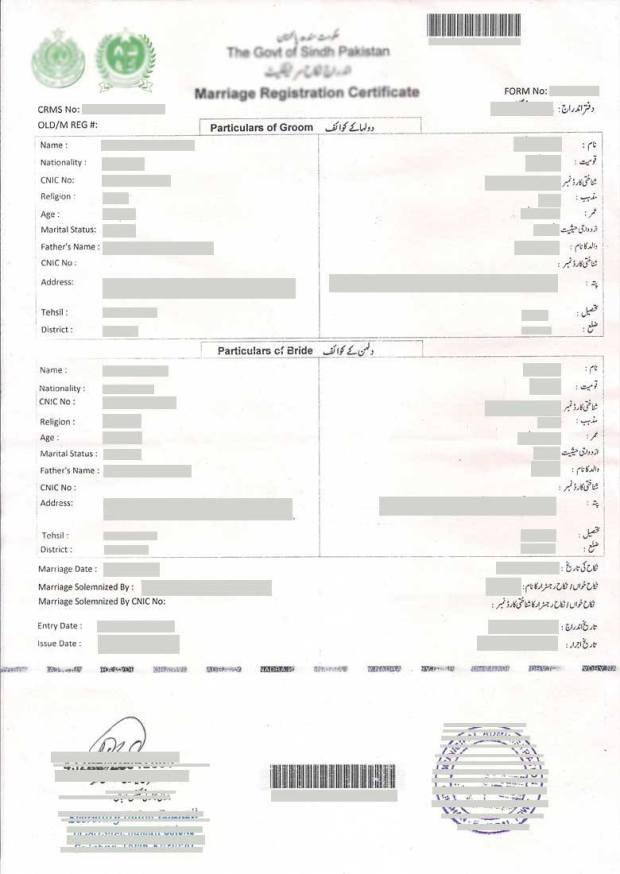 حکومت سندھ پاکستان
The Govt of Sindh Pakistan
اندراج نکاح سرٹیفکیٹ
Marriage Registration Certificate
FORM No:
CRMS No: دفتر اندراج :
OLD/M REG #:
Particulars of Groom دولہا کے کوائف
Name : نام :
Nationality : قومیت :
CNIC No: شناختی کارڈ نمبر
Religion : مذہب :
Age : عمر :
Marital Status: ازدواجی حیثیت
Father's Name : والد کا نام :
CNIC No : شناختی کارڈ نمبر :
Address: پتہ :
Tehsil : تحصیل :
District : ضلع :
Particulars of Bride دلہن کے کوائف
Name : نام :
Nationality : قومیت :
CNIC No : شناختی کارڈ نمبر
Religion : مذہب :
Age : عمر :
Marital Status : ازدواجی حیثیت
Father's Name : والد کا نام :
CNIC No : شناختی کارڈ نمبر :
Address: پتہ :
Tehsil : تحصیل :
District : ضلع :
Marriage Date : نکاح کی تاریخ :
Marriage Solemnized By : نکاح خواں / نکاح رجسٹرار کا نام :
Marriage Solemnized By CNIC No: نکاح خواں / نکاح رجسٹرار کا شناختی کارڈ نمبر :
Entry Date : تاریخ اندراج :
Issue Date : تاریخ اجراء :